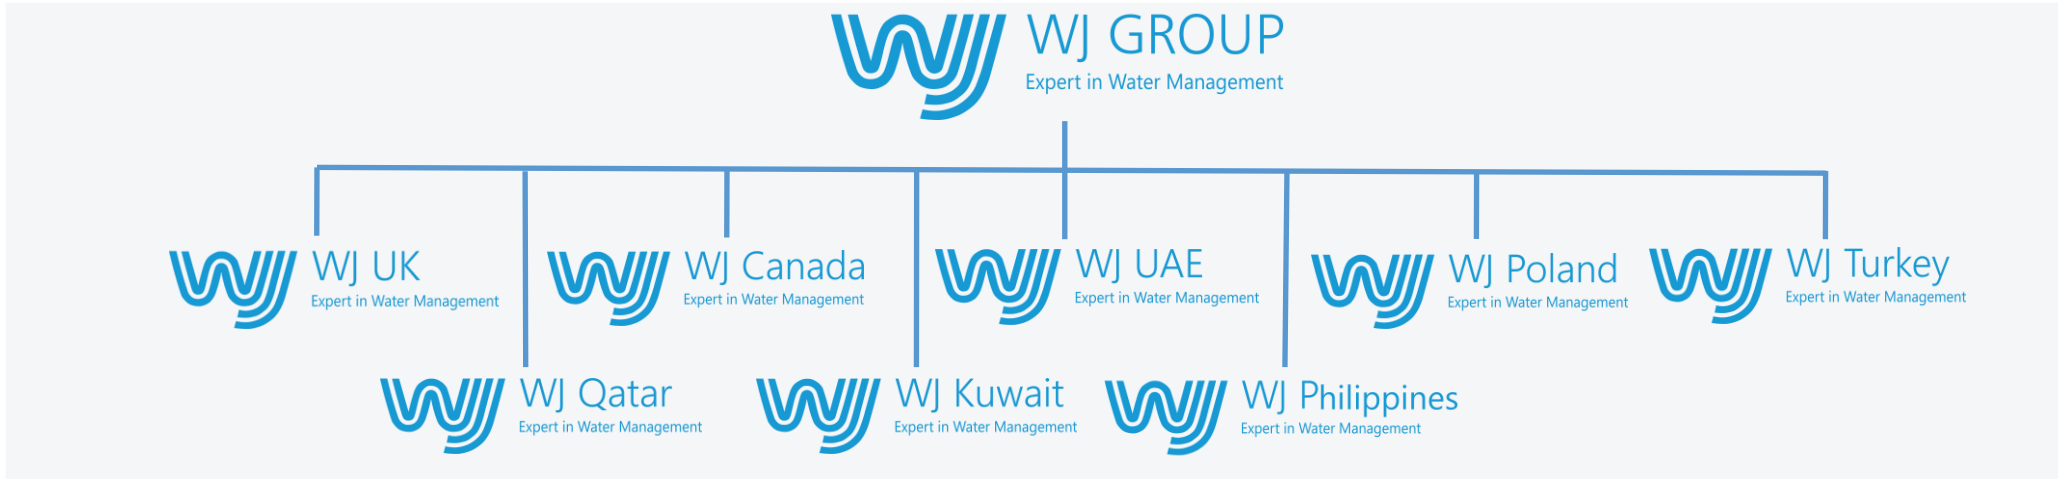 WJ GROUP
Expert in Water Management
WJ UK
Expert in Water Management
WJ Canada
Expert in Water Management
WJ UAE
Expert in Water Management
WJ Poland
Expert in Water Management
WJ Turkey
Expert in Water Management
WJ Qatar
Expert in Water Management
WJ Kuwait
Expert in Water Management
WJ Philippines
Expert in Water Management